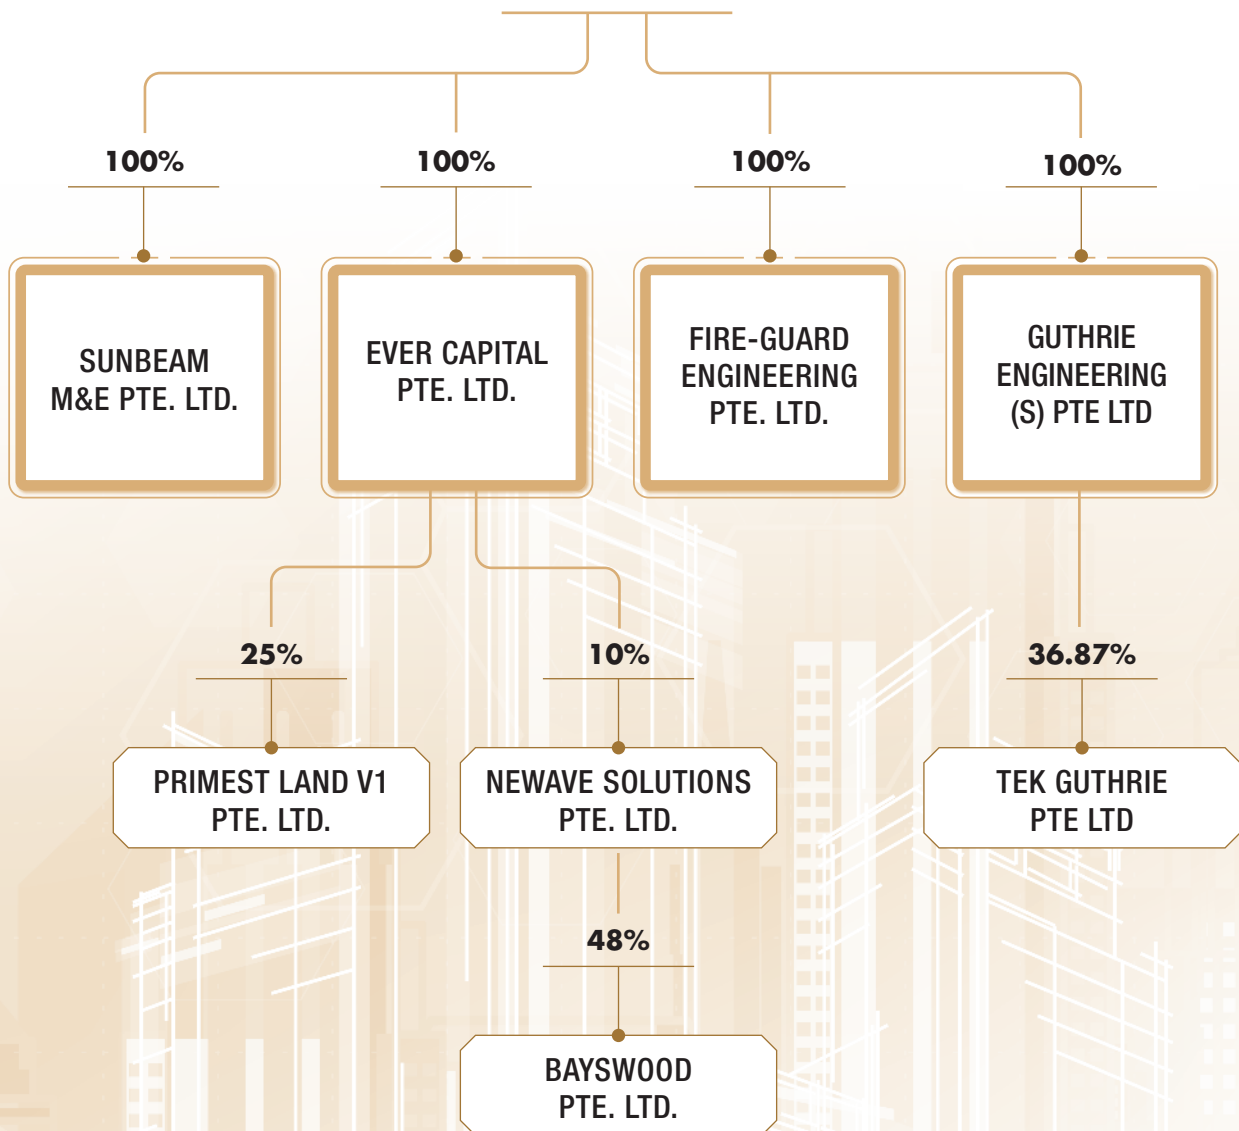 100%
100%
100%
100%
SUNBEAM
M&E PTE. LTD.
EVER CAPITAL
PTE. LTD.
FIRE-GUARD
ENGINEERING
PTE. LTD.
GUTHRIE
ENGINEERING
(S) PTE LTD
25%
10%
36.87%
PRIMEST LAND V1
PTE. LTD.
NEWAVE SOLUTIONS
PTE. LTD.
TEK GUTHRIE
PTE LTD
48%
BAYSWOOD
PTE. LTD.